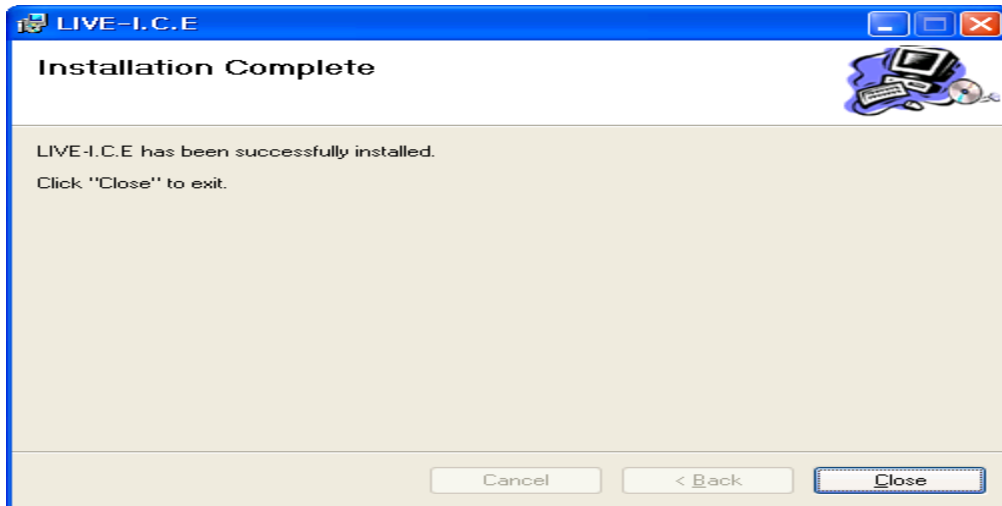 LIVE-I.C.E
Installation Complete
LIVE-I.C.E has been successfully installed.
Click "Close" to exit.
Cancel
< Back
Close